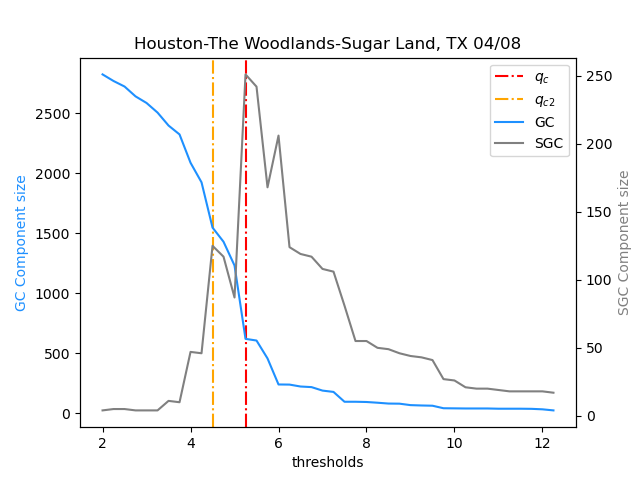 Houston-The Woodlands-Sugar Land, TX 04/08
q_c
q_c2
GC
SGC
GC Component size
2500
2000
1500
1000
500
0
250
200
150
100
50
0
SGC Component size
2 4 6 8 10 12
thresholds